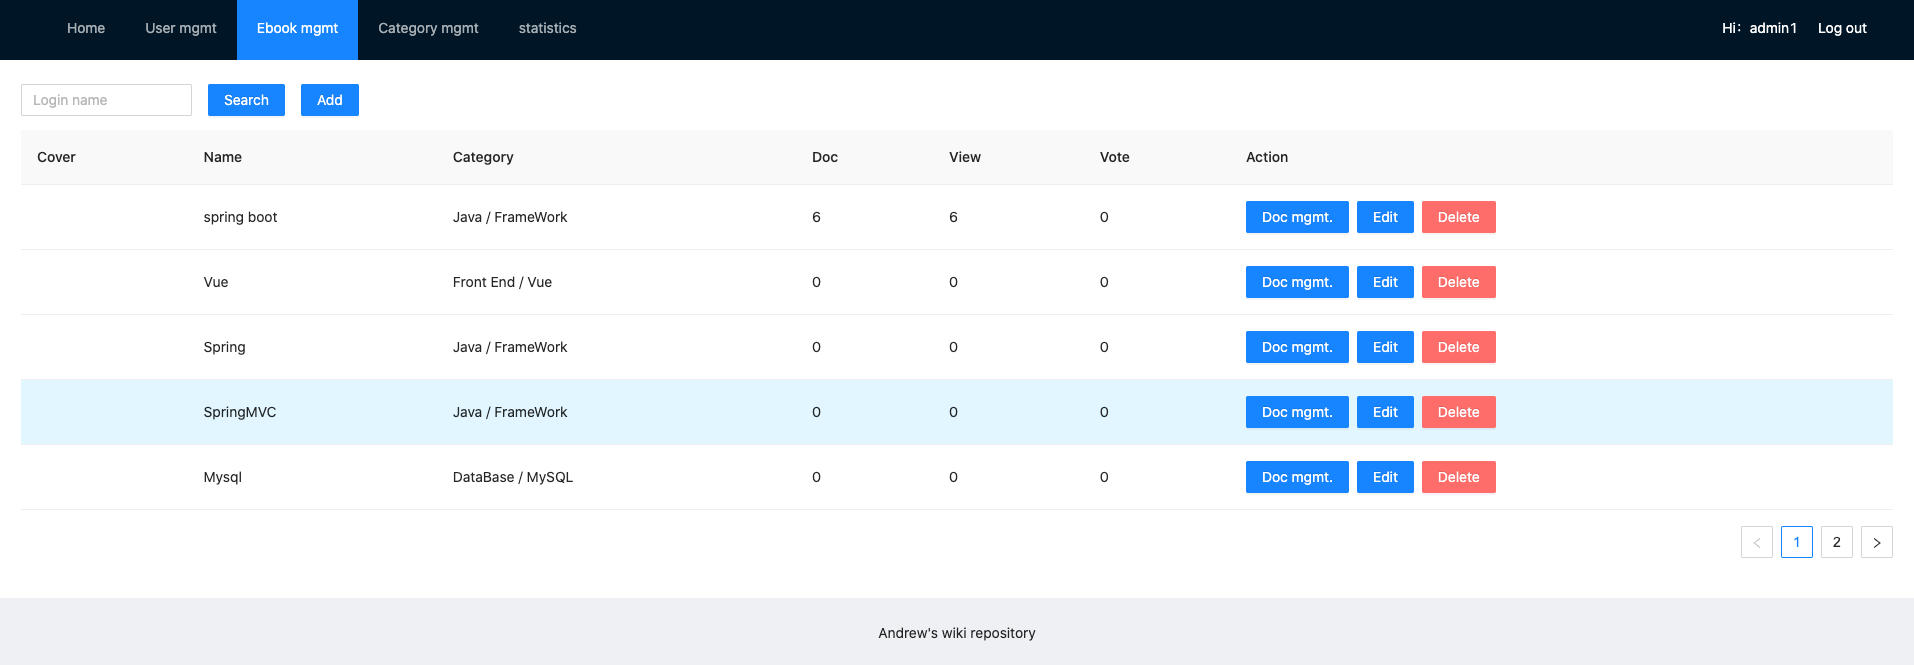 Home User mgmt Ebook mgmt Category mgmt statistics Hi：admin1 Log out
Login name Search Add
Cover Name Category Doc View Vote Action
spring boot Java / FrameWork 6 6 0 Doc mgmt. Edit Delete
Vue Front End / Vue 0 0 0 Doc mgmt. Edit Delete
Spring Java / FrameWork 0 0 0 Doc mgmt. Edit Delete
SpringMVC Java / FrameWork 0 0 0 Doc mgmt. Edit Delete
Mysql DataBase / MySQL 0 0 0 Doc mgmt. Edit Delete
< 1 2 >
Andrew's wiki repository